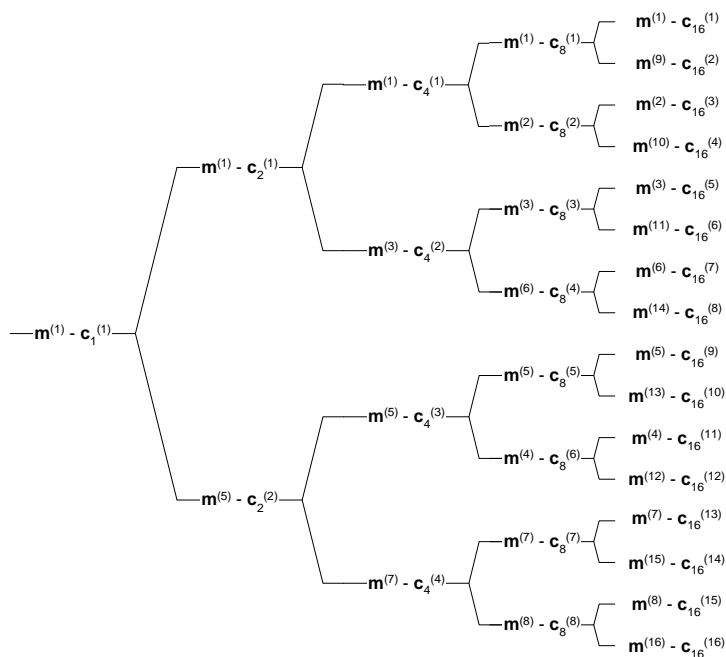 m(1) - c16(1)
m(1) - c8(1)
m(9) - c16(2)
m(1) - c4(1)
m(2) - c16(3)
m(2) - c8(2)
m(10) - c16(4)
m(1) - c2(1)
m(3) - c16(5)
m(3) - c8(3)
m(11) - c16(6)
m(3) - c4(2)
m(6) - c16(7)
m(6) - c8(4)
m(14) - c16(8)
m(1) - c1(1)
m(5) - c16(9)
m(5) - c8(5)
m(13) - c16(10)
m(5) - c4(3)
m(4) - c16(11)
m(4) - c8(6)
m(12) - c16(12)
m(5) - c2(2)
m(7) - c16(13)
m(7) - c8(7)
m(15) - c16(14)
m(7) - c4(4)
m(8) - c16(15)
m(8) - c8(8)
m(16) - c16(16)